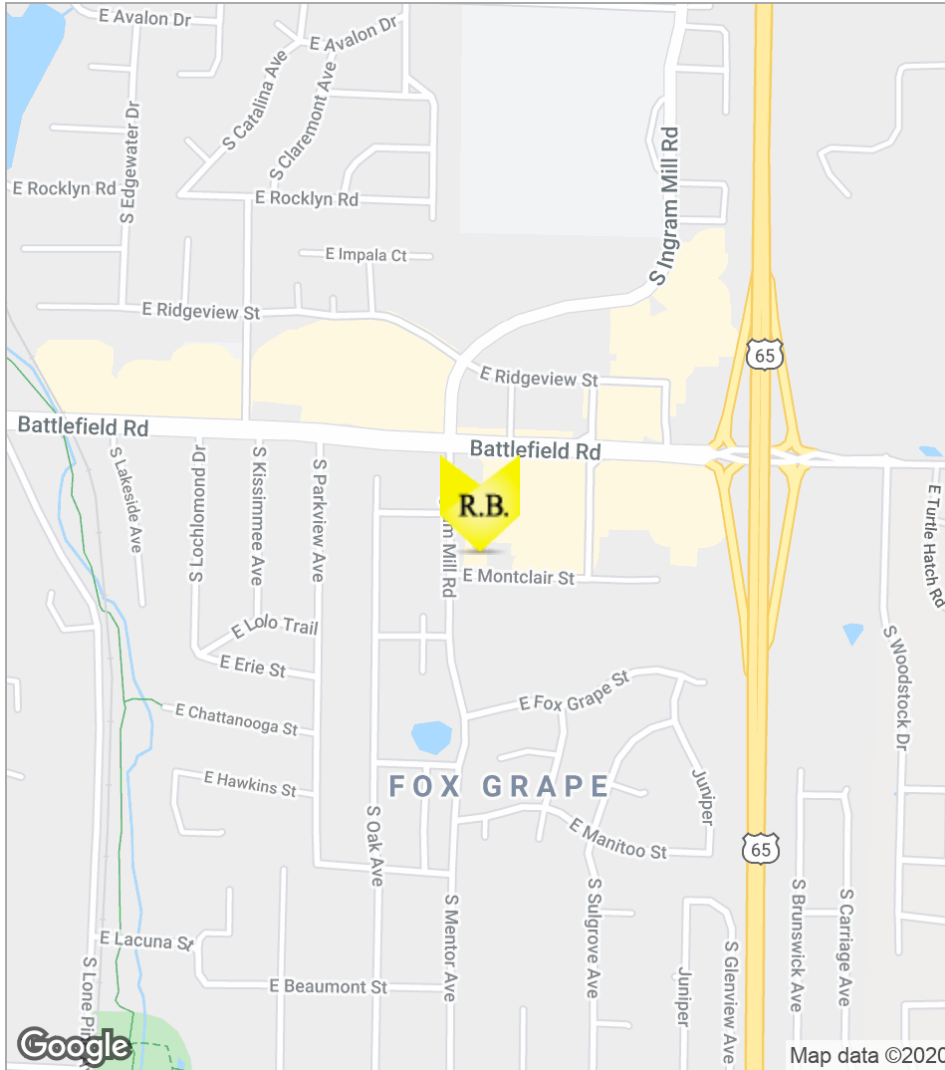 E Avalon Dr
E Avalon Dr
S Catalina Ave
S Claremont Ave
S Edgewater Dr
E Rocklyn Rd
E Rocklyn Rd
S Ingram Mill Rd
E Impala Ct
E Ridgeview St
65
E Ridgeview St
Battlefield Rd
Battlefield Rd
S Lakeside Ave
S Lochlomond Dr
S Kissimmee Ave
S Parkview Ave
R.B.
Mill Rd
E Montclair St
E Turtle Hatch Rd
E Lolo Trail
E Erie St
S Woodstock Dr
E Fox Grape St
E Chattanooga St
E Hawkins St
FOX GRAPE
Juniper
S Oak Ave
E Manitoo St
65
S Mentor Ave
S Sulgrove Ave
S Brunswick Ave
S Carriage Ave
E Lacuna St
S Lone Pin
E Beaumont St
Juniper
S Glenview Ave
Google
Map data ©2020